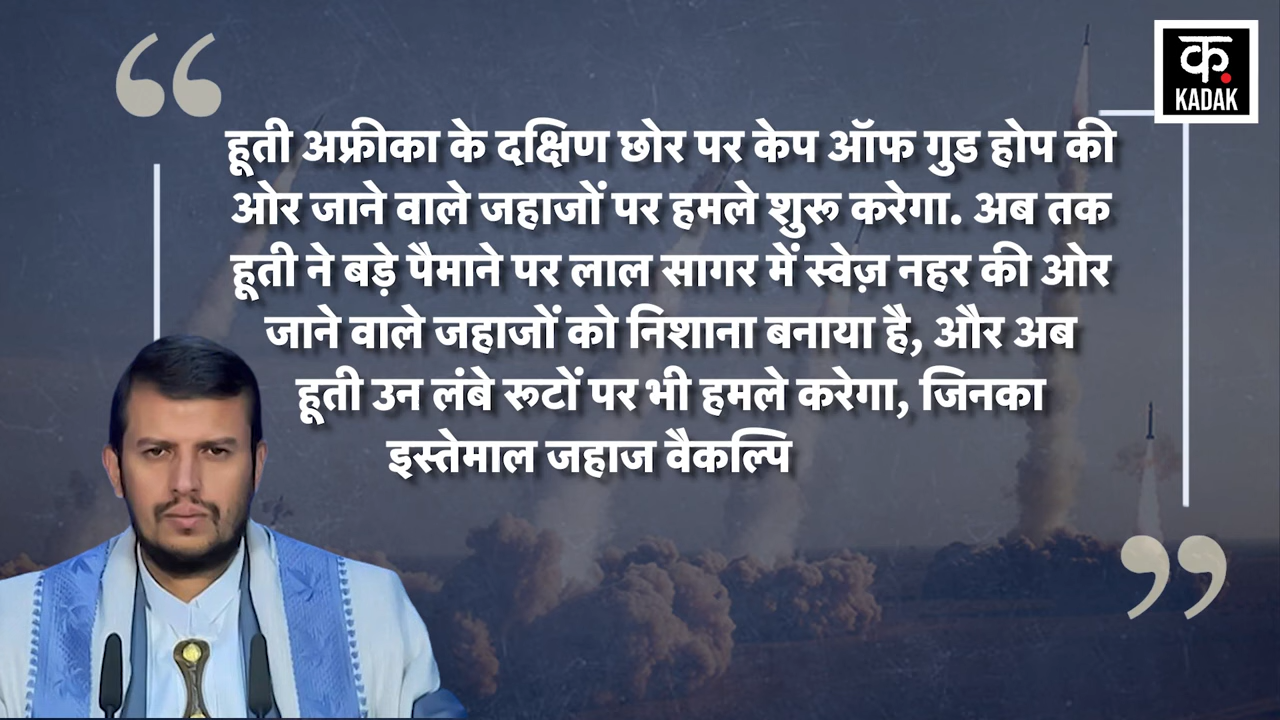 क.
KADAK
हूती अफ्रीका के दक्षिण छोर पर केप ऑफ गुड होप की
ओर जाने वाले जहाजों पर हमले शुरू करेगा. अब तक
हूती ने बड़े पैमाने पर लाल सागर में स्वेज़ नहर की ओर
जाने वाले जहाजों को निशाना बनाया है, और अब
हूती उन लंबे रूटों पर भी हमले करेगा, जिनका
इस्तेमाल जहाज वैकल्पि